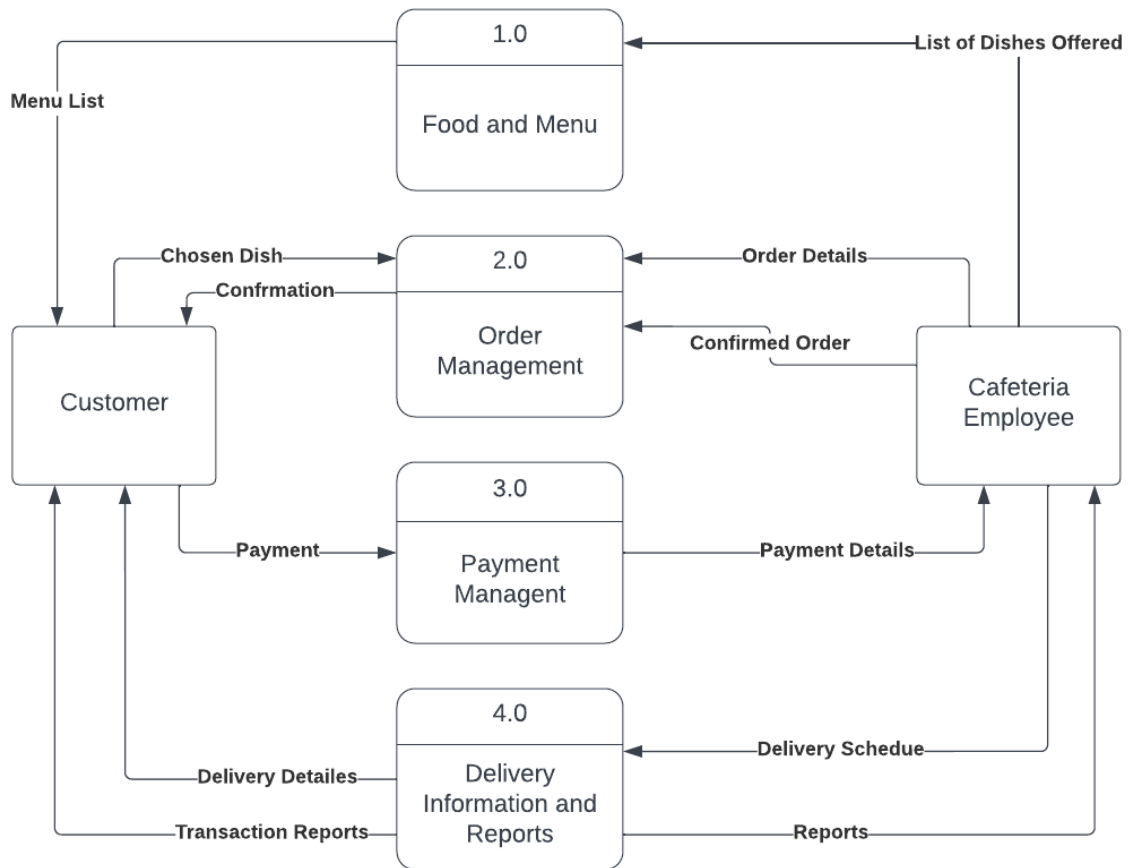 1.0
List of Dishes Offered
Menu List
Food and Menu
Chosen Dish
2.0
Order Details
Confrmation
Order
Management
Confirmed Order
Customer
Cafeteria
Employee
3.0
Payment
Payment Details
Payment
Managent
4.0
Delivery Schedue
Delivery Detailes
Delivery
Information and
Reports
Transaction Reports
Reports